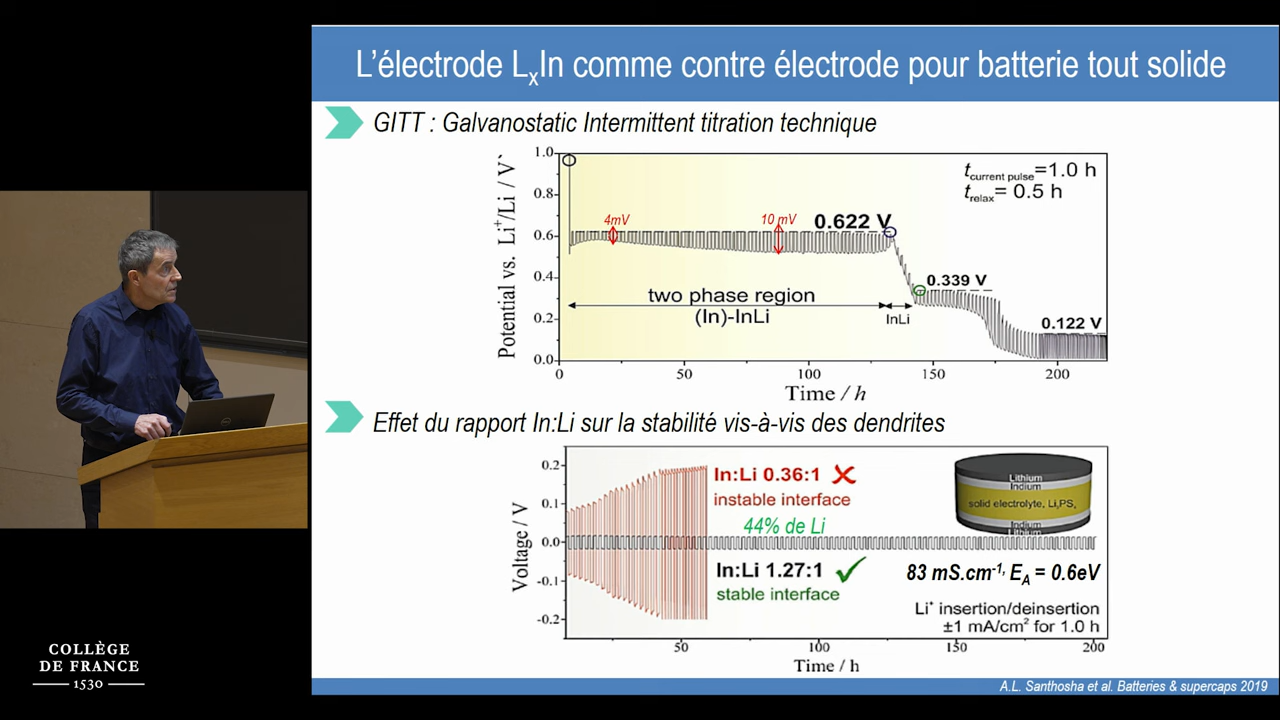 L'électrode LxIn comme contre électrode pour batterie tout solide
GITT : Galvanostatic Intermittent titration technique
Potential vs. Li+/Li / V`
1.0
0.8
0.6
0.4
0.2
0.0
4mV
10 mV
0.622 V
tcurrent pulse=1.0 h
trelax= 0.5 h
0.339 V
two phase region
(In)-InLi
InLi
0.122 V
0 50 100 150 200
Time / h
Effet du rapport In:Li sur la stabilité vis-à-vis des dendrites
Voltage / V
0.2
0.1
0.0
-0.1
-0.2
In:Li 0.36:1
instable interface
44% de Li
In:Li 1.27:1
stable interface
Lithium
Indium
solid electrolyte, Li3PS4
Indium
Lithium
83 mS.cm-1, EA = 0.6eV
Li+ insertion/deinsertion
±1 mA/cm2 for 1.0 h
50 100 150 200
Time / h
A.L. Santhosha et al. Batteries & supercaps 2019
COLLÈGE
DE FRANCE
1530